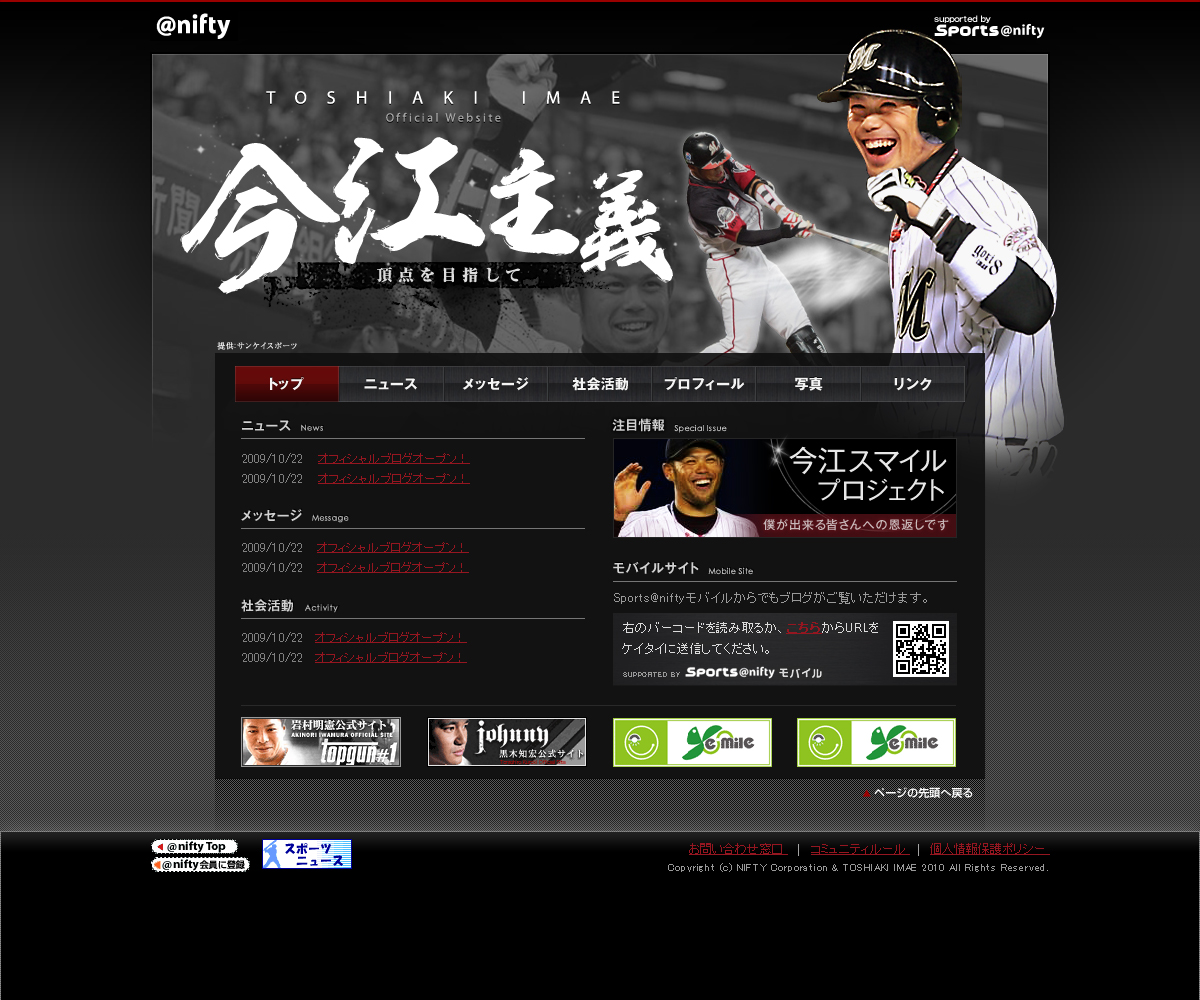 @nifty
supported by
Sports@nifty
TOSHIAKI IMAE
Official Website
今江主義
頂点を目指して
提供:サンケイスポーツ
トップ ニュース メッセージ 社会活動 プロフィール 写真 リンク
ニュース News
2009/10/22 オフィシャルブログオープン！
2009/10/22 オフィシャルブログオープン！
メッセージ Message
2009/10/22 オフィシャルブログオープン！
2009/10/22 オフィシャルブログオープン！
社会活動 Activity
2009/10/22 オフィシャルブログオープン！
2009/10/22 オフィシャルブログオープン！
注目情報 Special Issue
今江スマイル
プロジェクト
僕が出来る皆さんへの恩返しです
モバイルサイト Mobile Site
Sports@niftyモバイルからでもブログがご覧いただけます。
右のバーコードを読み取るか、こちらからURLを
ケイタイに送信してください。
SUPPORTED BY Sports@nifty モバイル
岩村明憲公式サイト
AKINORI IWAMURA OFFICIAL SITE
topgun#1
johnny
黒木知宏公式サイト
Yemile
Yemile
ページの先頭へ戻る
@nifty Top
@nifty会員に登録
スポーツ
ニュース
お問い合わせ窓口 | コミュニティルール | 個人情報保護ポリシー
Copyright (c) NIFTY Corporation & TOSHIAKI IMAE 2010 All Rights Reserved.